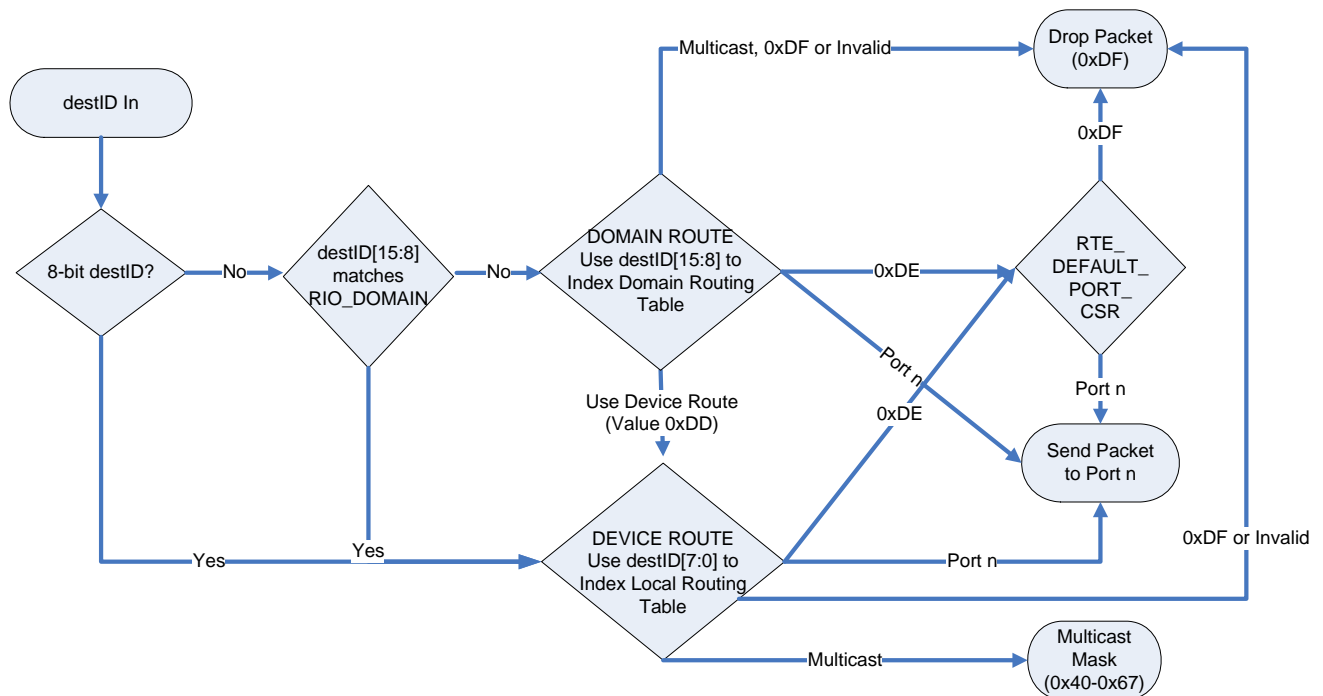 destID In
8-bit destID?
No
destID[15:8]
matches
RIO_DOMAIN
No
DOMAIN ROUTE
Use destID[15:8] to
Index Domain Routing
Table
Multicast, 0xDF or Invalid
Drop Packet
(0xDF)
0xDF
0xDE
RTE_
DEFAULT_
PORT_
CSR
Port n
Port n
Use Device Route
(Value 0xDD)
0xDE
Send Packet
to Port n
Yes
Yes
DEVICE ROUTE
Use destID[7:0] to
Index Local Routing
Table
Port n
0xDF or Invalid
Multicast
Multicast
Mask
(0x40-0x67)